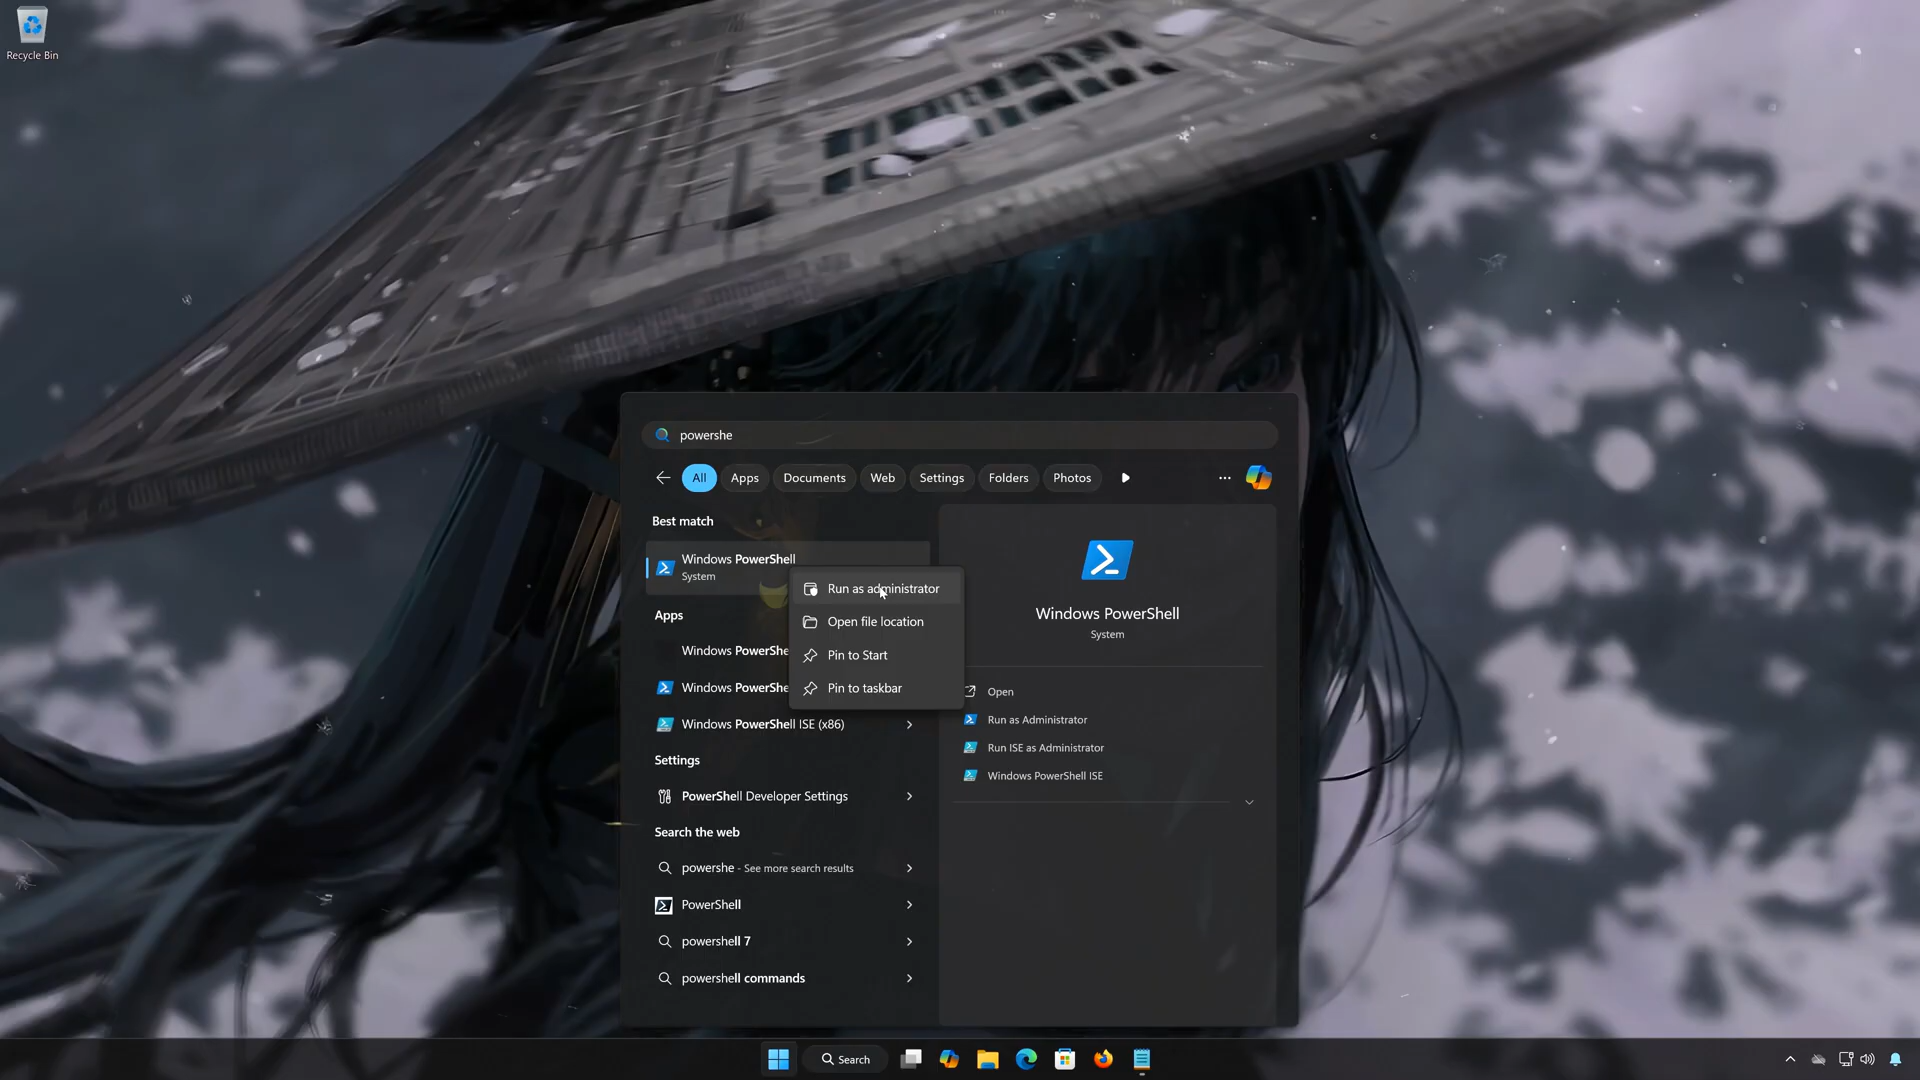 Recycle Bin
powershe
All
Apps
Documents
Web
Settings
Folders
Photos
Best match
Windows PowerShell
System
Run as administrator
Open file location
Pin to Start
Pin to taskbar
Apps
Windows PowerShe
Windows PowerShe
Windows PowerShell ISE (x86)
Settings
PowerShell Developer Settings
Search the web
powershe - See more search results
PowerShell
powershell 7
powershell commands
Windows PowerShell
System
Open
Run as Administrator
Run ISE as Administrator
Windows PowerShell ISE
Search